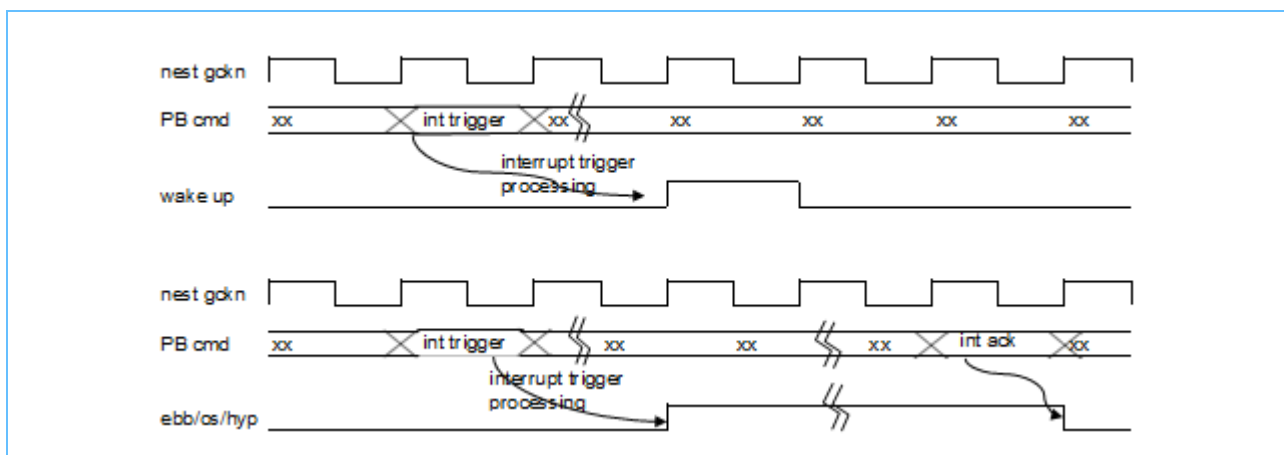 nest gckn
PB cmd xx int trigger xx xx xx xx xx
interrupt trigger
processing
wake up
nest gckn
PB cmd xx int trigger xx xx xx int ack xx
interrupt trigger
processing
ebb/os/hyp